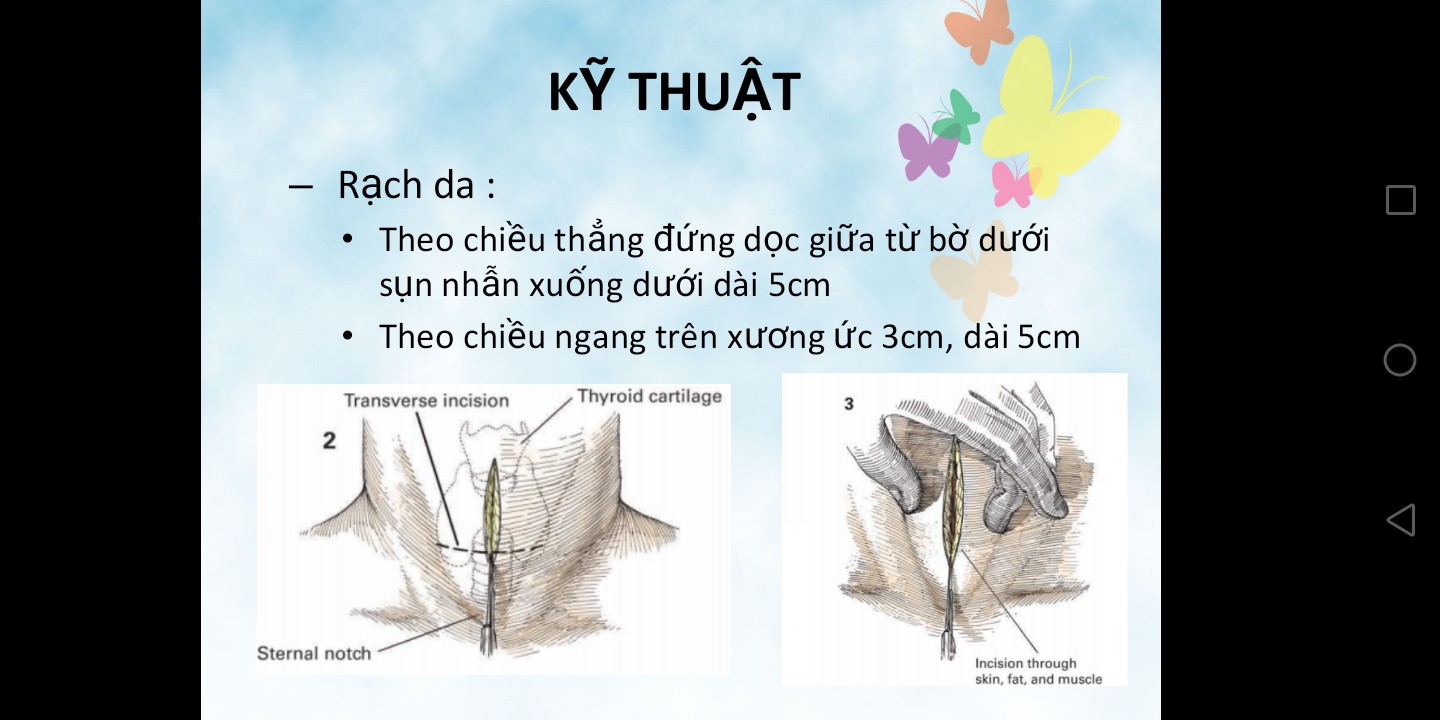 KỸ THUẬT
– Rạch da :
• Theo chiều thẳng đứng dọc giữa từ bờ dưới
sụn nhẫn xuống dưới dài 5cm
• Theo chiều ngang trên xương ức 3cm, dài 5cm
Transverse incision
Thyroid cartilage
2
Sternal notch
3
Incision through
skin, fat, and muscle